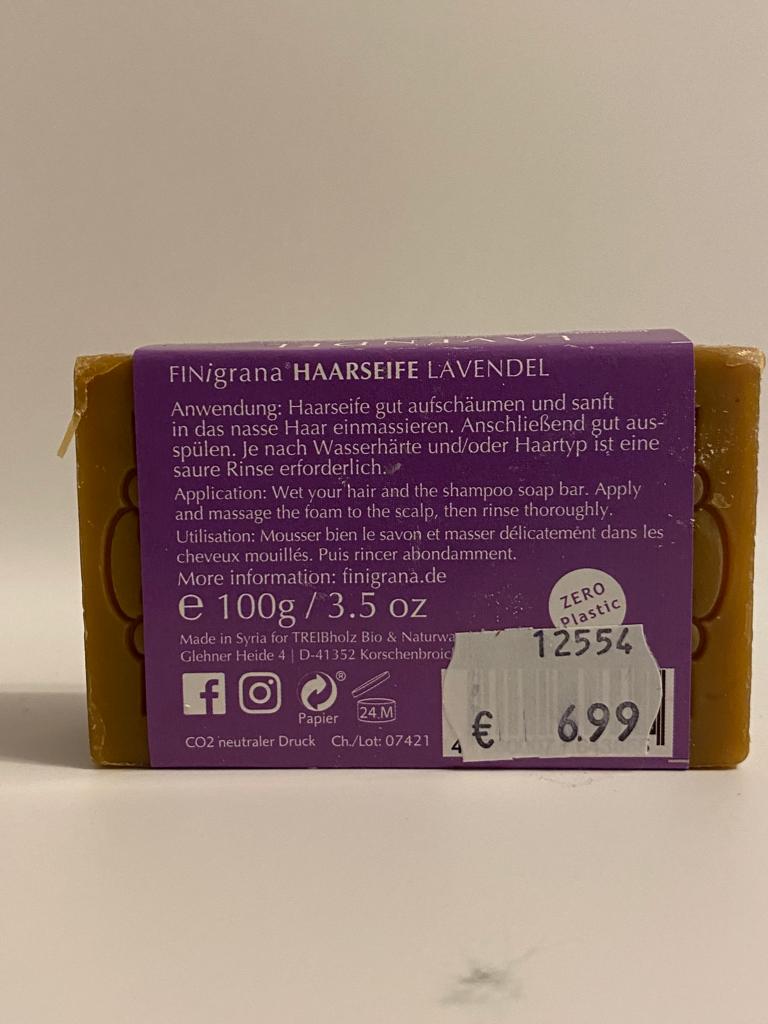 FINigrana® HAARSEIFE LAVENDEL
Anwendung: Haarseife gut aufschäumen und sanft
in das nasse Haar einmassieren. Anschließend gut aus-
spülen. Je nach Wasserhärte und/oder Haartyp ist eine
saure Rinse erforderlich.
Application: Wet your hair and the shampoo soap bar. Apply
and massage the foam to the scalp, then rinse thoroughly.
Utilisation: Mousser bien le savon et masser délicatement dans les
cheveux mouillés. Puis rincer abondamment.
More information: finigrana.de
e 100g / 3.5 oz
ZERO
Plastic
Made in Syria for TREIBholz Bio & Naturwa
Glehner Heide 4 | D-41352 Korschenbroic
12554
€ 6.99
f
®
Papier
24.M
CO2 neutraler Druck Ch./Lot: 07421
4